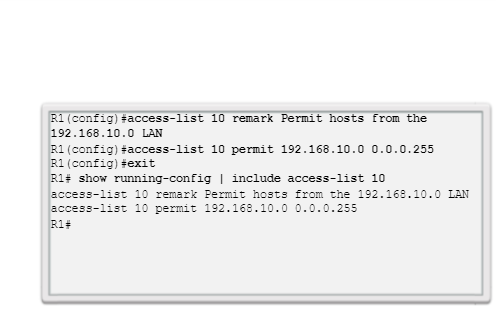 R1(config)#access-list 10 remark Permit hosts from the
192.168.10.0 LAN
R1(config)#access-list 10 permit 192.168.10.0 0.0.0.255
R1(config)#exit
R1# show running-config | include access-list 10
access-list 10 remark Permit hosts from the 192.168.10.0 LAN
access-list 10 permit 192.168.10.0 0.0.0.255
R1#